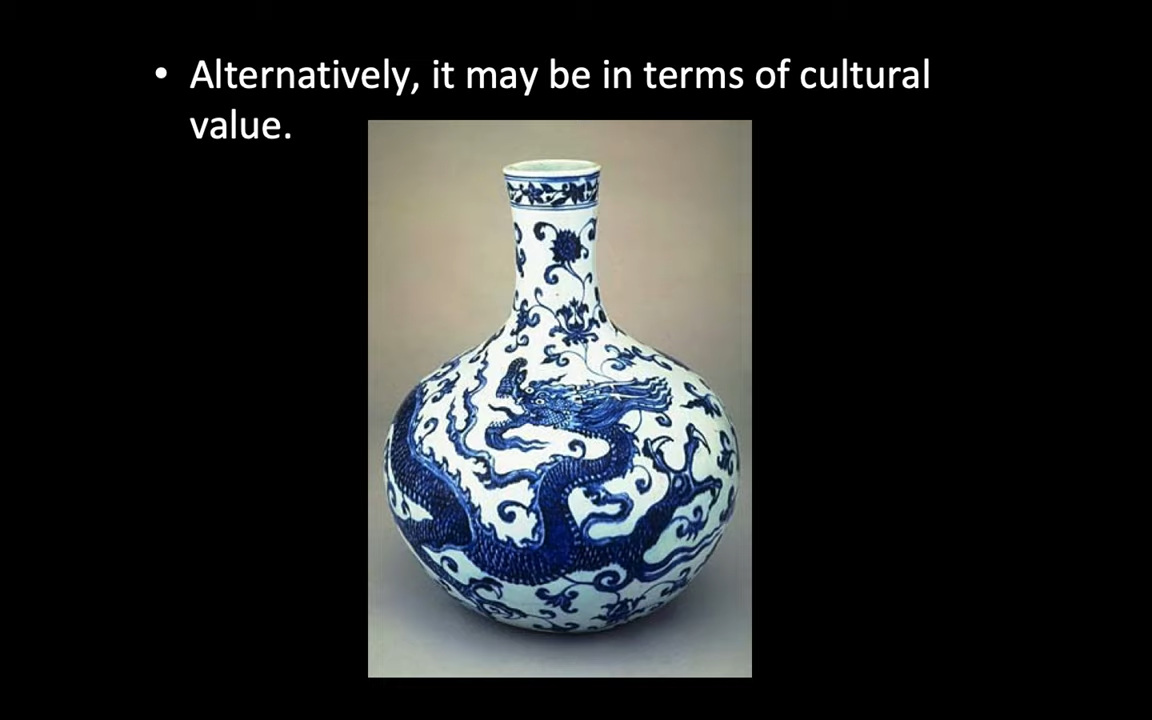 • Alternatively, it may be in terms of cultural
value.